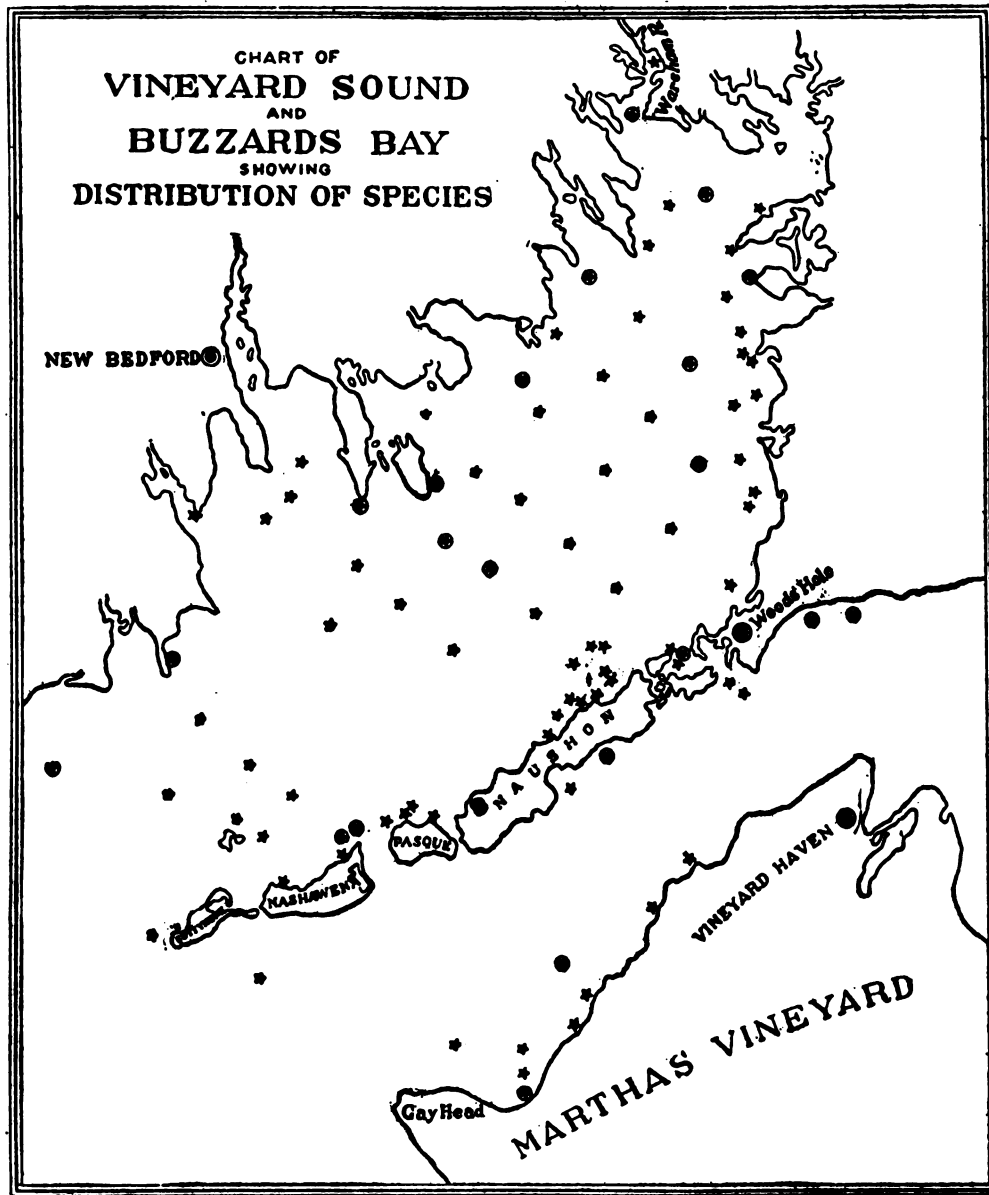 CHART OF
VINEYARD SOUND
AND
BUZZARDS BAY
SHOWING
DISTRIBUTION OF SPECIES
Wareham R
NEW BEDFORD
Woods Hole
NAUSHON
PASQUE
NASHAWENA
VINEYARD HAVEN
MARTHAS VINEYARD
Gay Head